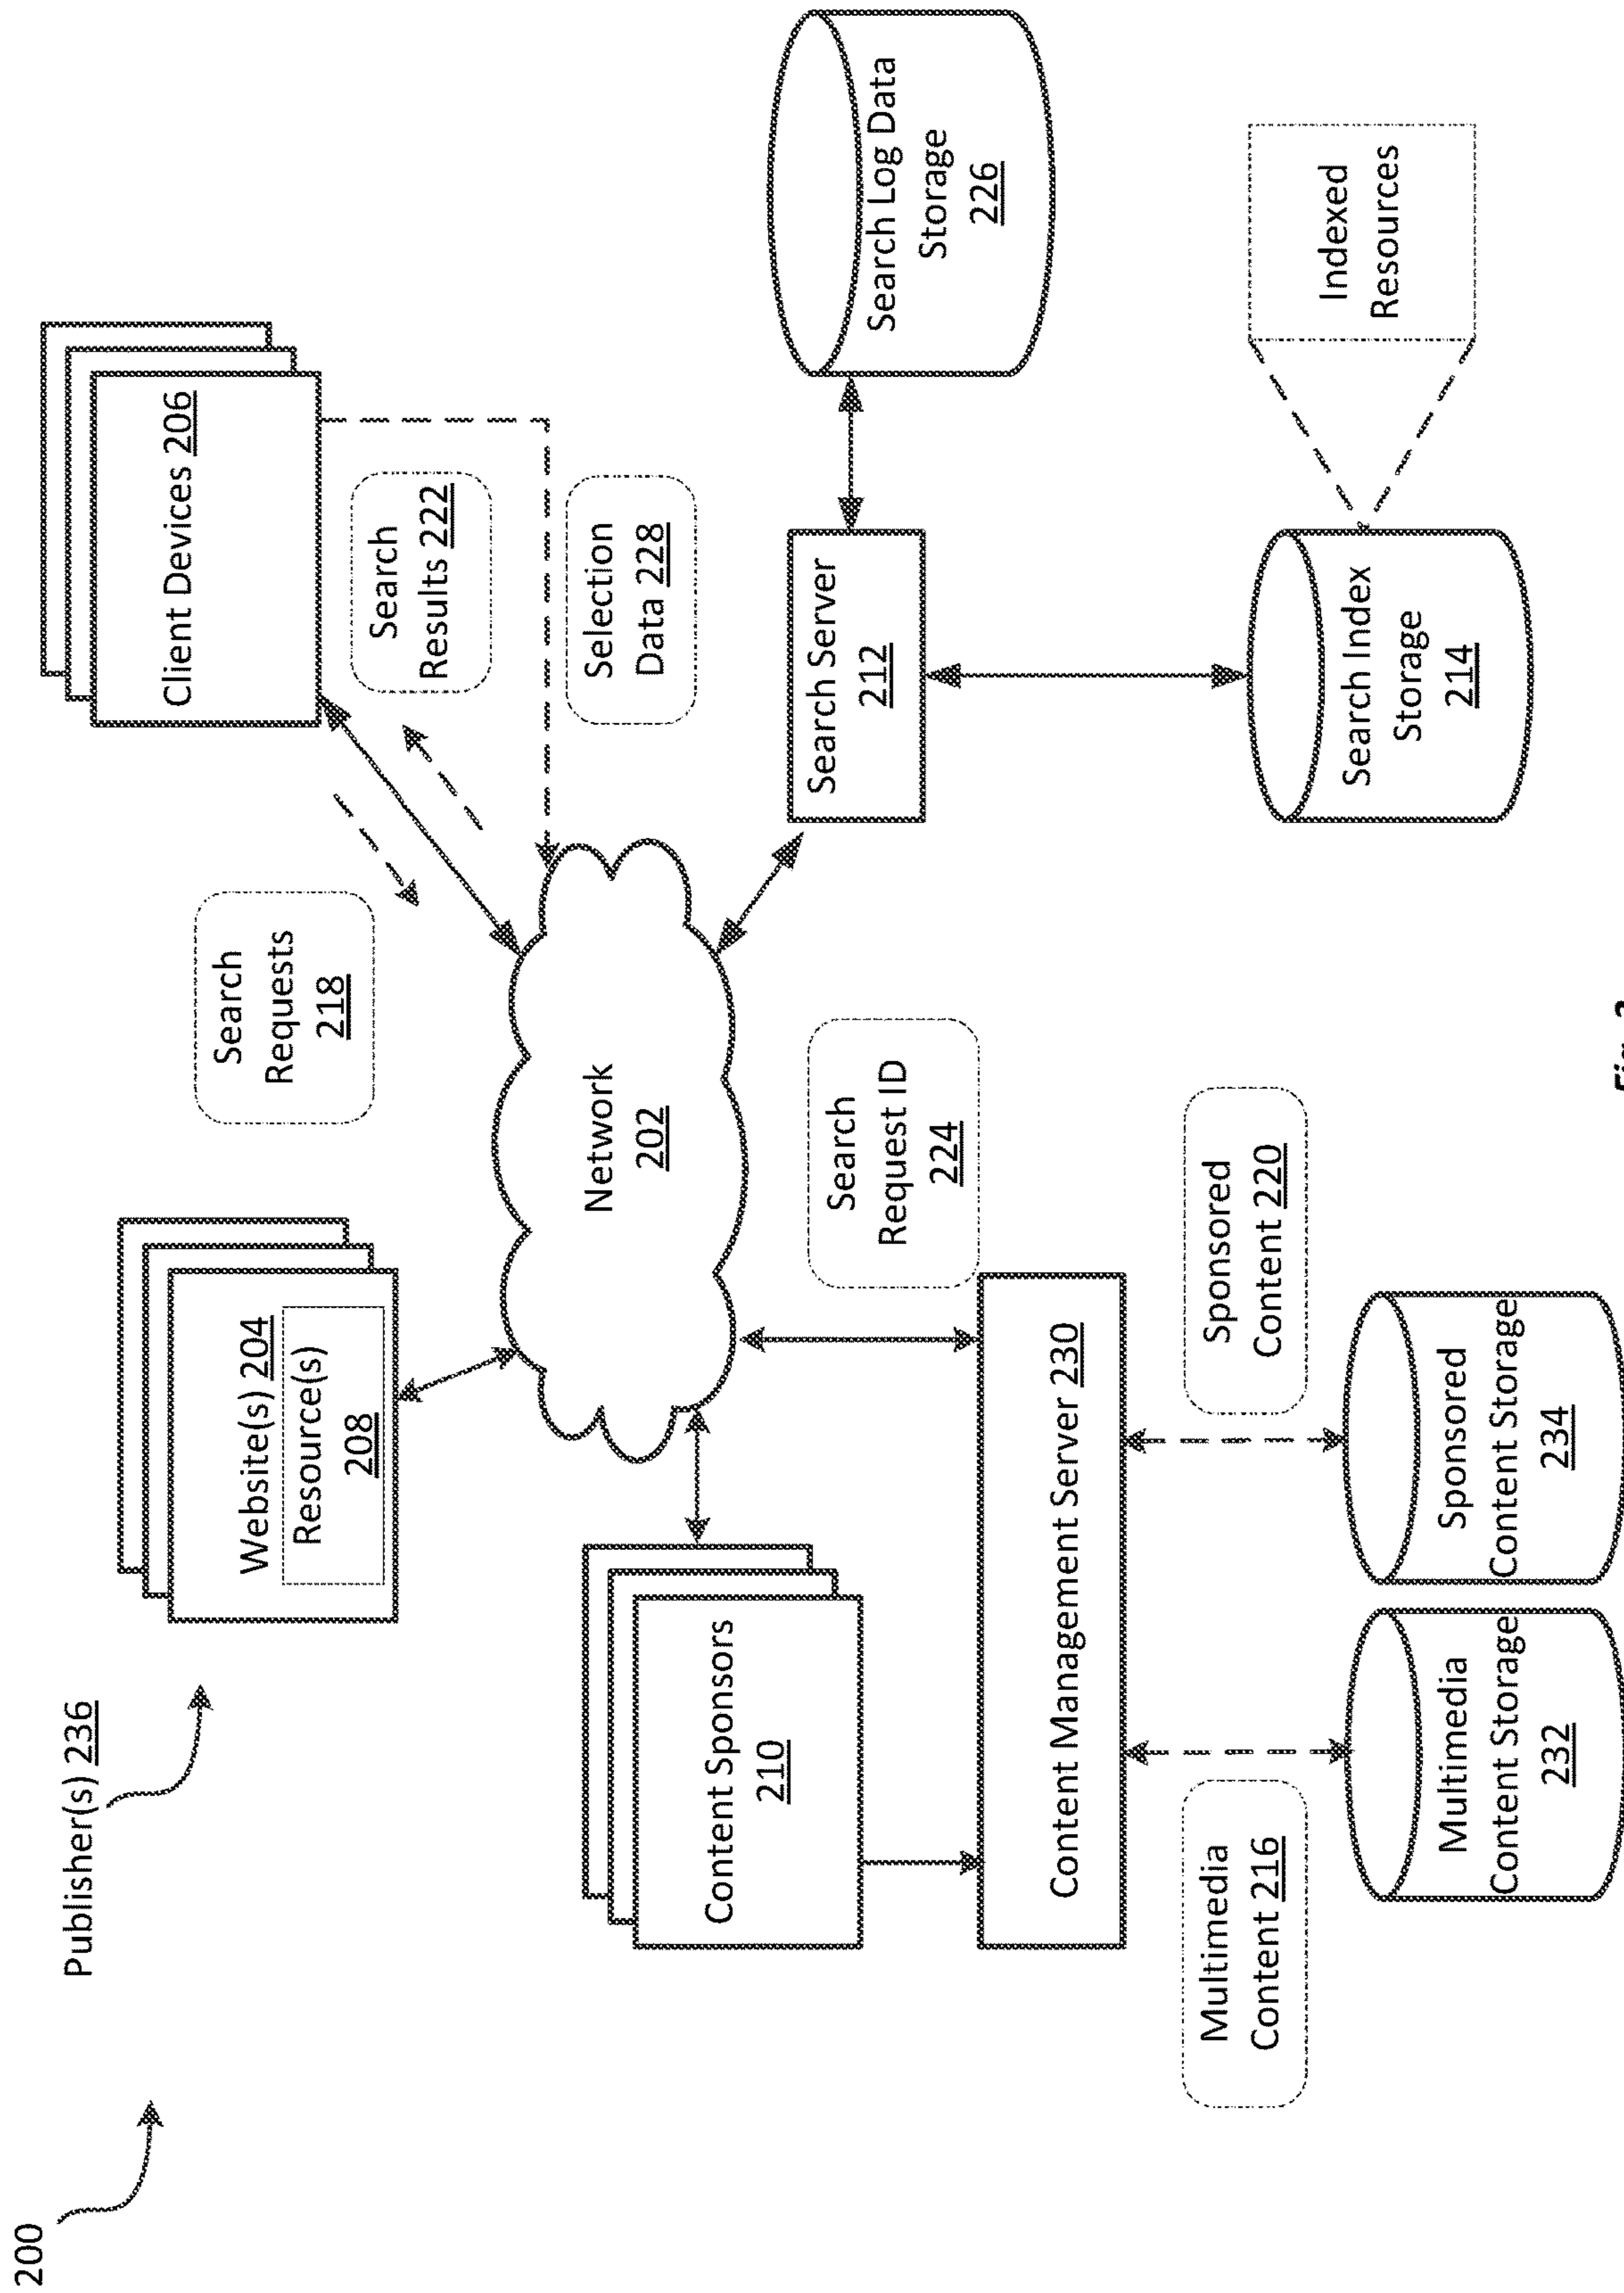 200
Publisher(s) 236
Website(s) 204
Resource(s)
208
Search
Requests
218
Client Devices 206
Search
Results 222
Selection
Data 228
Network
202
Content Sponsors
210
Search
Request ID
224
Search Server
212
Search Log Data
Storage
226
Content Management Server 230
Multimedia
Content 216
Sponsored
Content 220
Multimedia
Content Storage
232
Sponsored
Content Storage
234
Search Index
Storage
214
Indexed
Resources